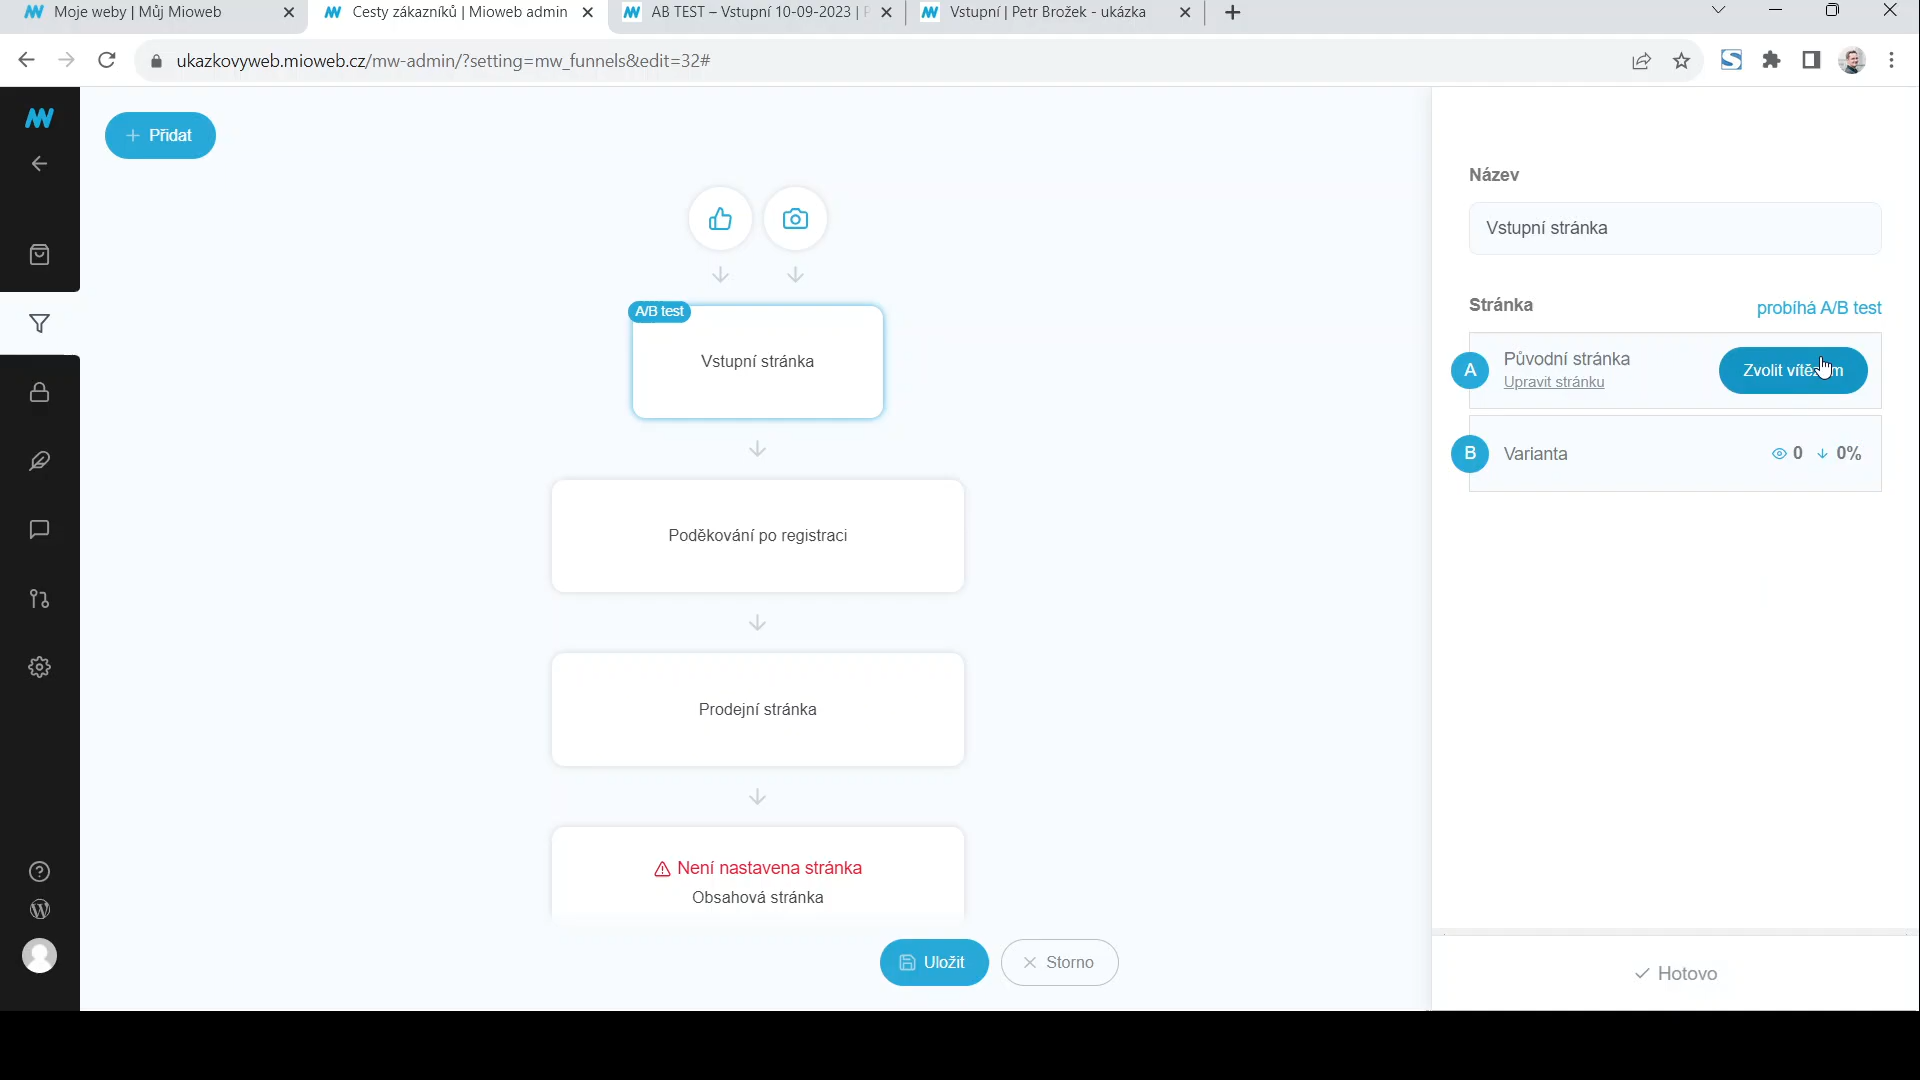 Moje weby | Můj Mioweb
Cesty zákazníků | Mioweb admin
AB TEST – Vstupní 10-09-2023 |
Vstupní | Petr Brožek - ukázka
ukazkovyweb.mioweb.cz/mw-admin/?setting=mw_funnels&edit=32#
Přidat
A/B test
Vstupní stránka
Poděkování po registraci
Prodejní stránka
Není nastavena stránka
Obsahová stránka
Uložit
Storno
Název
Vstupní stránka
Stránka
probíhá A/B test
A
Původní stránka
Zvolit
Upravit stránku
B
Varianta
0
0%
Hotovo